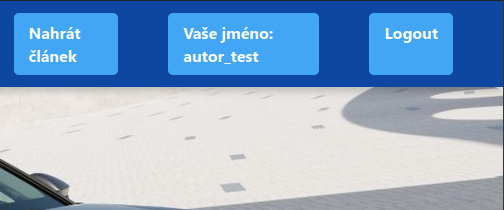 Nahrát
článek
Vaše jméno:
autor_test
Logout